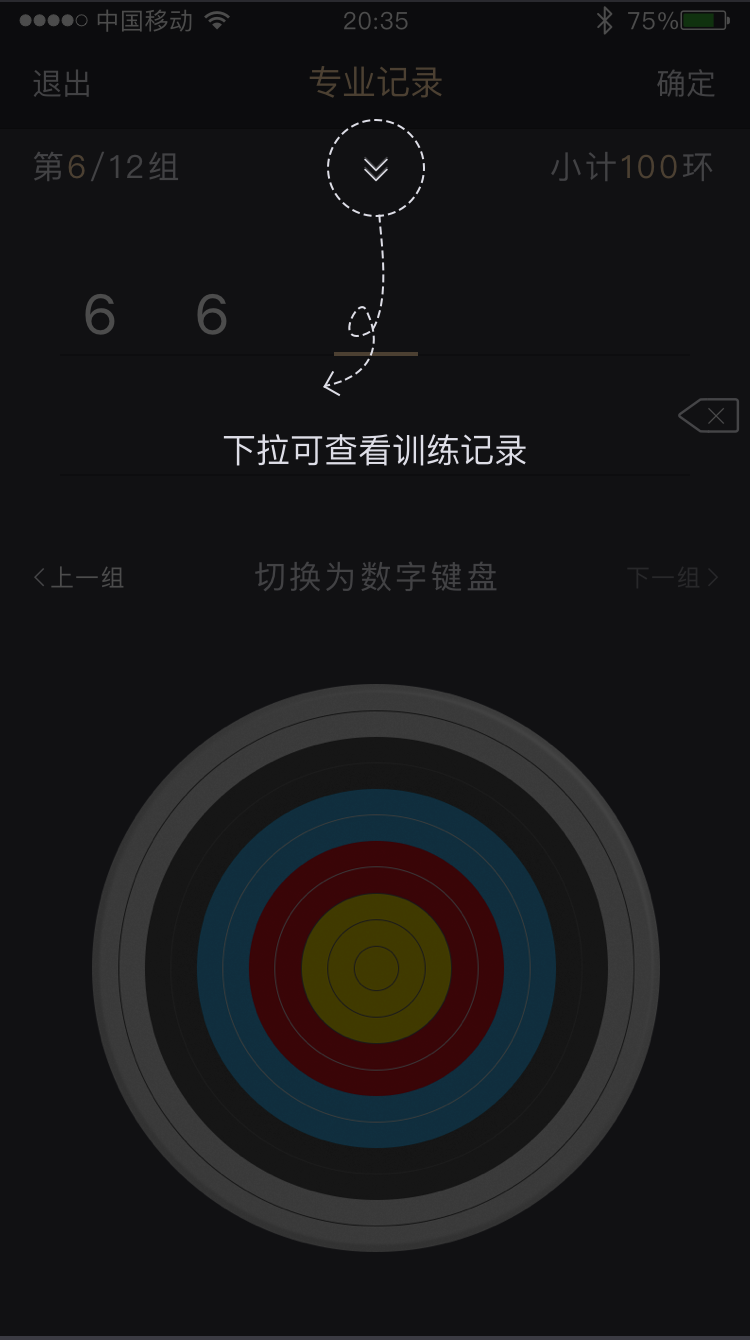 中国移动 20:35 75%
退出 专业记录 确定
第6/12组 小计100环
6 6
下拉可查看训练记录
上一组 切换为数字键盘 下一组